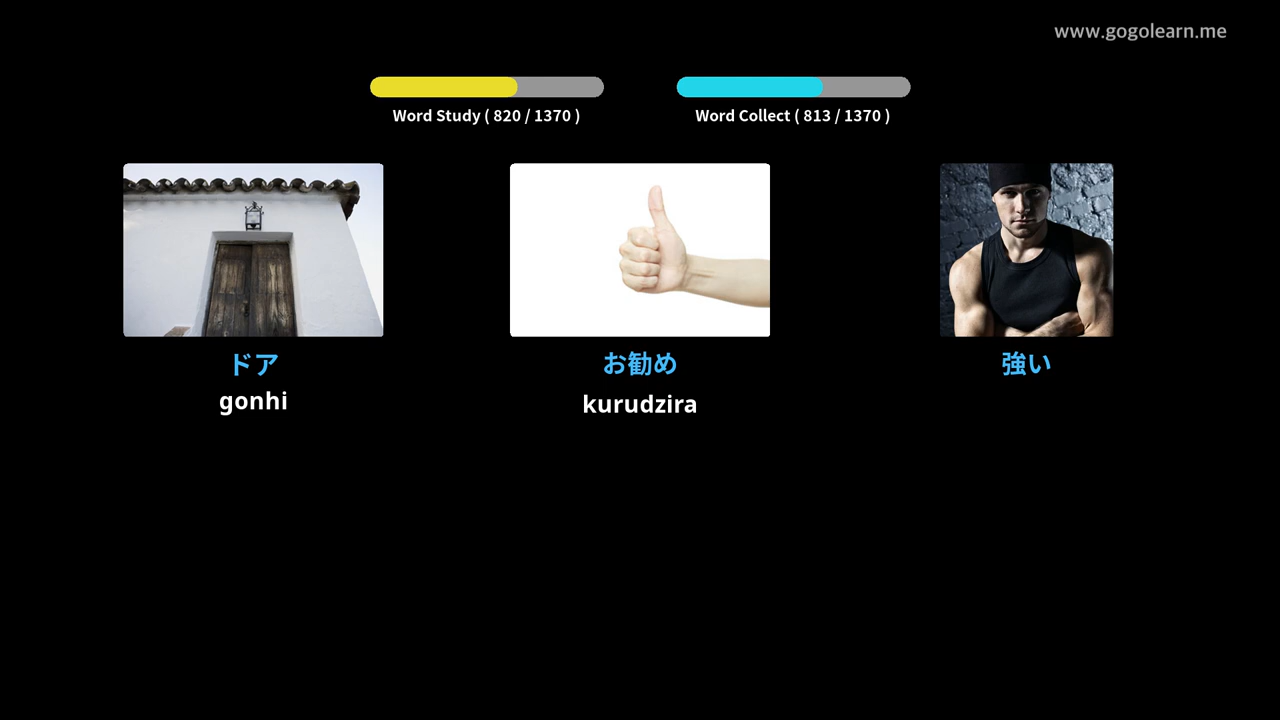 www.gogolearn.me
Word Study ( 820 / 1370 )
Word Collect ( 813 / 1370 )
ドア
お勧め
強い
gonhi
kurudzira